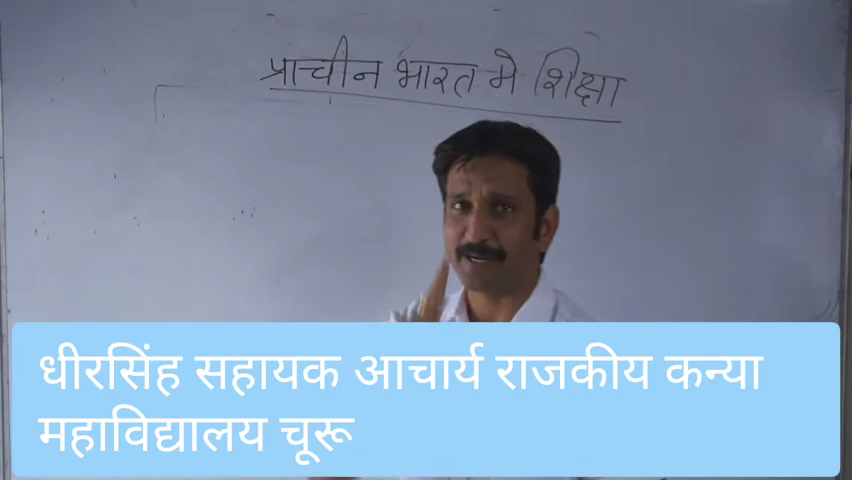 प्राचीन भारत मे शिक्षा
धीरसिंह सहायक आचार्य राजकीय कन्या
महाविद्यालय चूरू